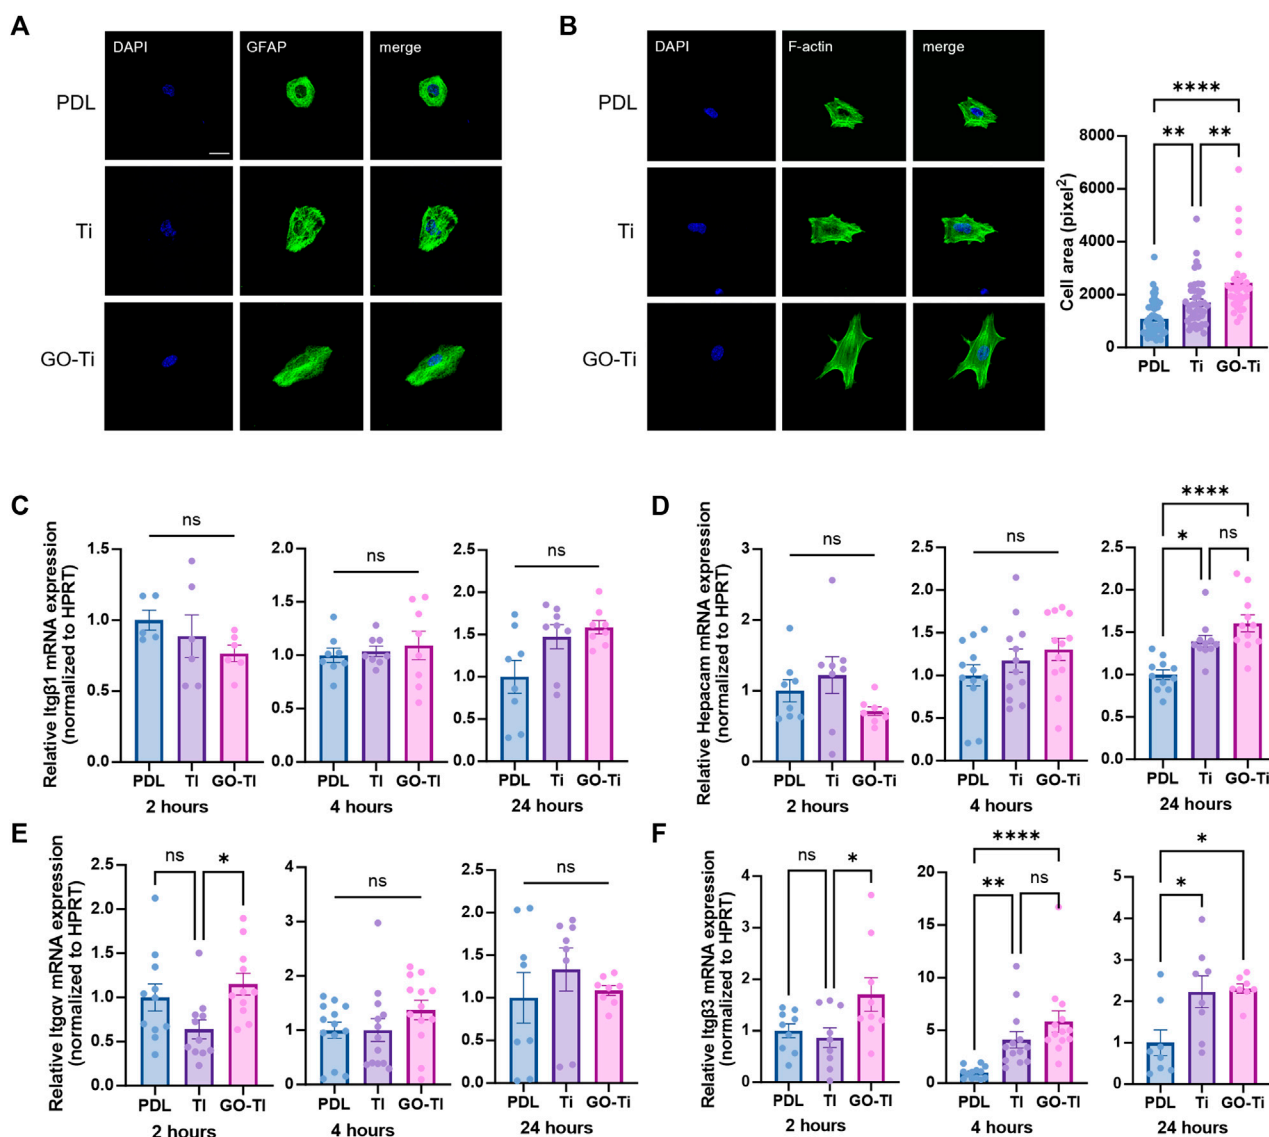 A
DAPI
GFAP
merge
PDL
Ti
GO-Ti
B
DAPI
F-actin
merge
PDL
Ti
GO-Ti
****
**
**
Cell area (pixel²)
8000
6000
4000
2000
0
PDL
Ti
GO-Ti
C
Relative Itgβ1 mRNA expression
(normalized to HPRT)
ns
1.5
1.0
0.5
0.0
PDL
TI
GO-TI
2 hours
ns
2.0
1.5
1.0
0.5
0.0
PDL
TI
GO-TI
4 hours
ns
2.5
2.0
1.5
1.0
0.5
0.0
PDL
Ti
GO-Ti
24 hours
D
Relative Hepacam mRNA expression
(normalized to HPRT)
ns
3
2
1
0
PDL
Ti
GO-Ti
2 hours
ns
2.5
2.0
1.5
1.0
0.5
0.0
PDL
Ti
GO-Ti
4 hours
****
*
ns
2.5
2.0
1.5
1.0
0.5
0.0
PDL
Ti
GO-Ti
24 hours
E
Relative Itgαv mRNA expression
(normalized to HPRT)
ns
*
2.5
2.0
1.5
1.0
0.5
0.0
PDL
TI
GO-TI
2 hours
ns
4
3
2
1
0
PDL
TI
GO-TI
4 hours
ns
2.5
2.0
1.5
1.0
0.5
0.0
PDL
Ti
GO-Ti
24 hours
F
Relative Itgβ3 mRNA expression
(normalized to HPRT)
ns
*
4
3
2
1
0
PDL
TI
GO-TI
2 hours
****
**
ns
20
15
10
5
0
PDL
TI
GO-TI
4 hours
*
*
5
4
3
2
1
0
PDL
Ti
GO-Ti
24 hours